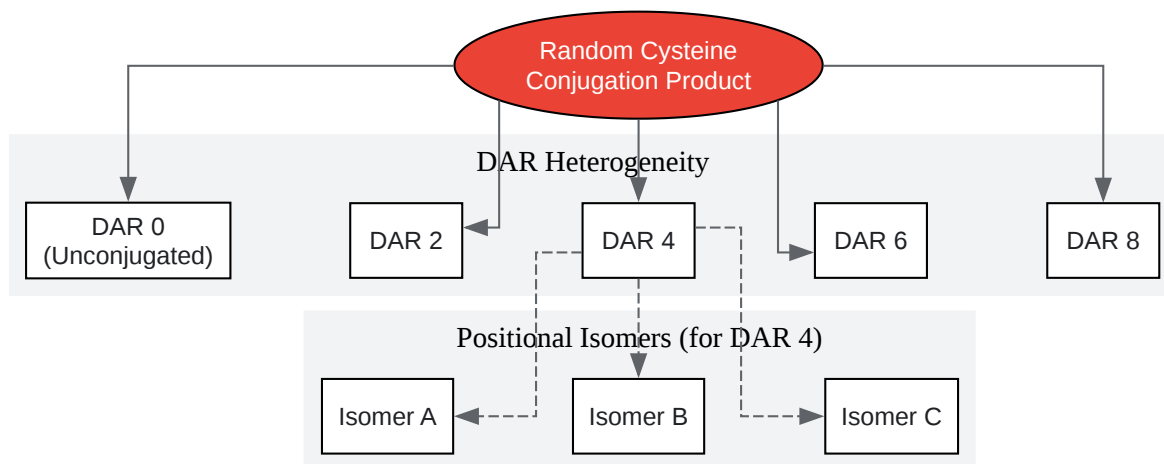 Random Cysteine
Conjugation Product
DAR Heterogeneity
DAR 0
(Unconjugated)
DAR 2
DAR 4
DAR 6
DAR 8
Positional Isomers (for DAR 4)
Isomer A
Isomer B
Isomer C